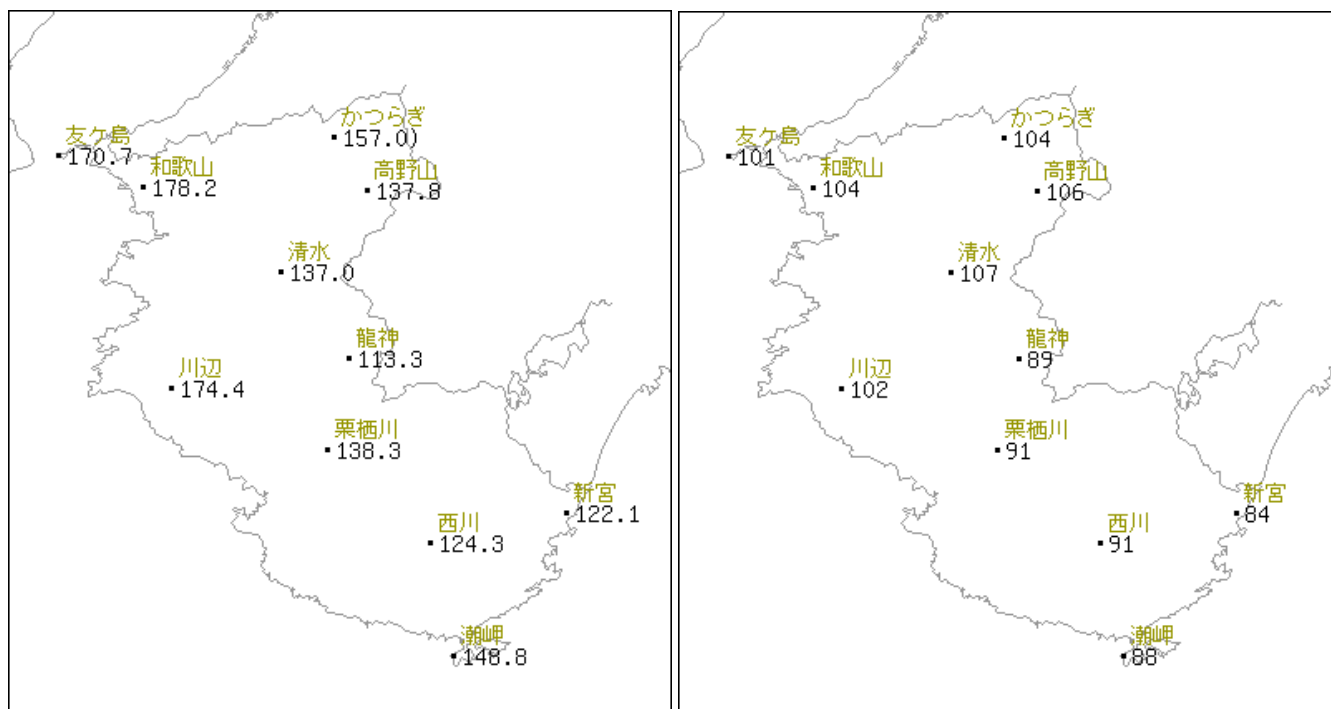 かつらぎ
157.0)
友ケ島
170.7
和歌山
178.2
高野山
137.8
清水
137.0
龍神
113.3
川辺
174.4
栗栖川
138.3
新宮
122.1
西川
124.3
潮岬
148.8
かつらぎ
104
友ケ島
101
和歌山
104
高野山
106
清水
107
龍神
89
川辺
102
栗栖川
91
新宮
84
西川
91
潮岬
88